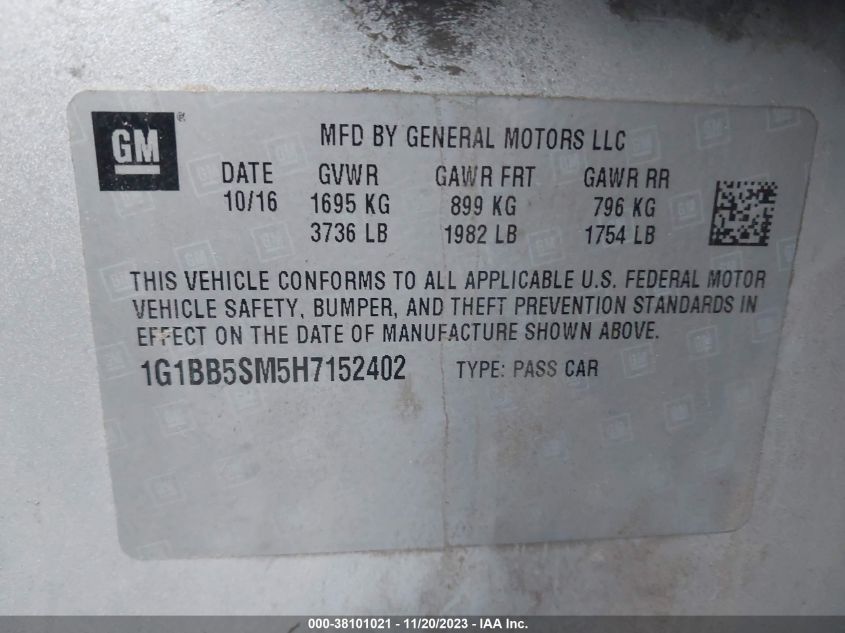 GM
MFD BY GENERAL MOTORS LLC
DATE GVWR GAWR FRT GAWR RR
10/16 1695 KG 899 KG 796 KG
3736 LB 1982 LB 1754 LB
THIS VEHICLE CONFORMS TO ALL APPLICABLE U.S. FEDERAL MOTOR
VEHICLE SAFETY, BUMPER, AND THEFT PREVENTION STANDARDS IN
EFFECT ON THE DATE OF MANUFACTURE SHOWN ABOVE.
1G1BB5SM5H7152402 TYPE: PASS CAR
000-38101021 - 11/20/2023 - IAA Inc.